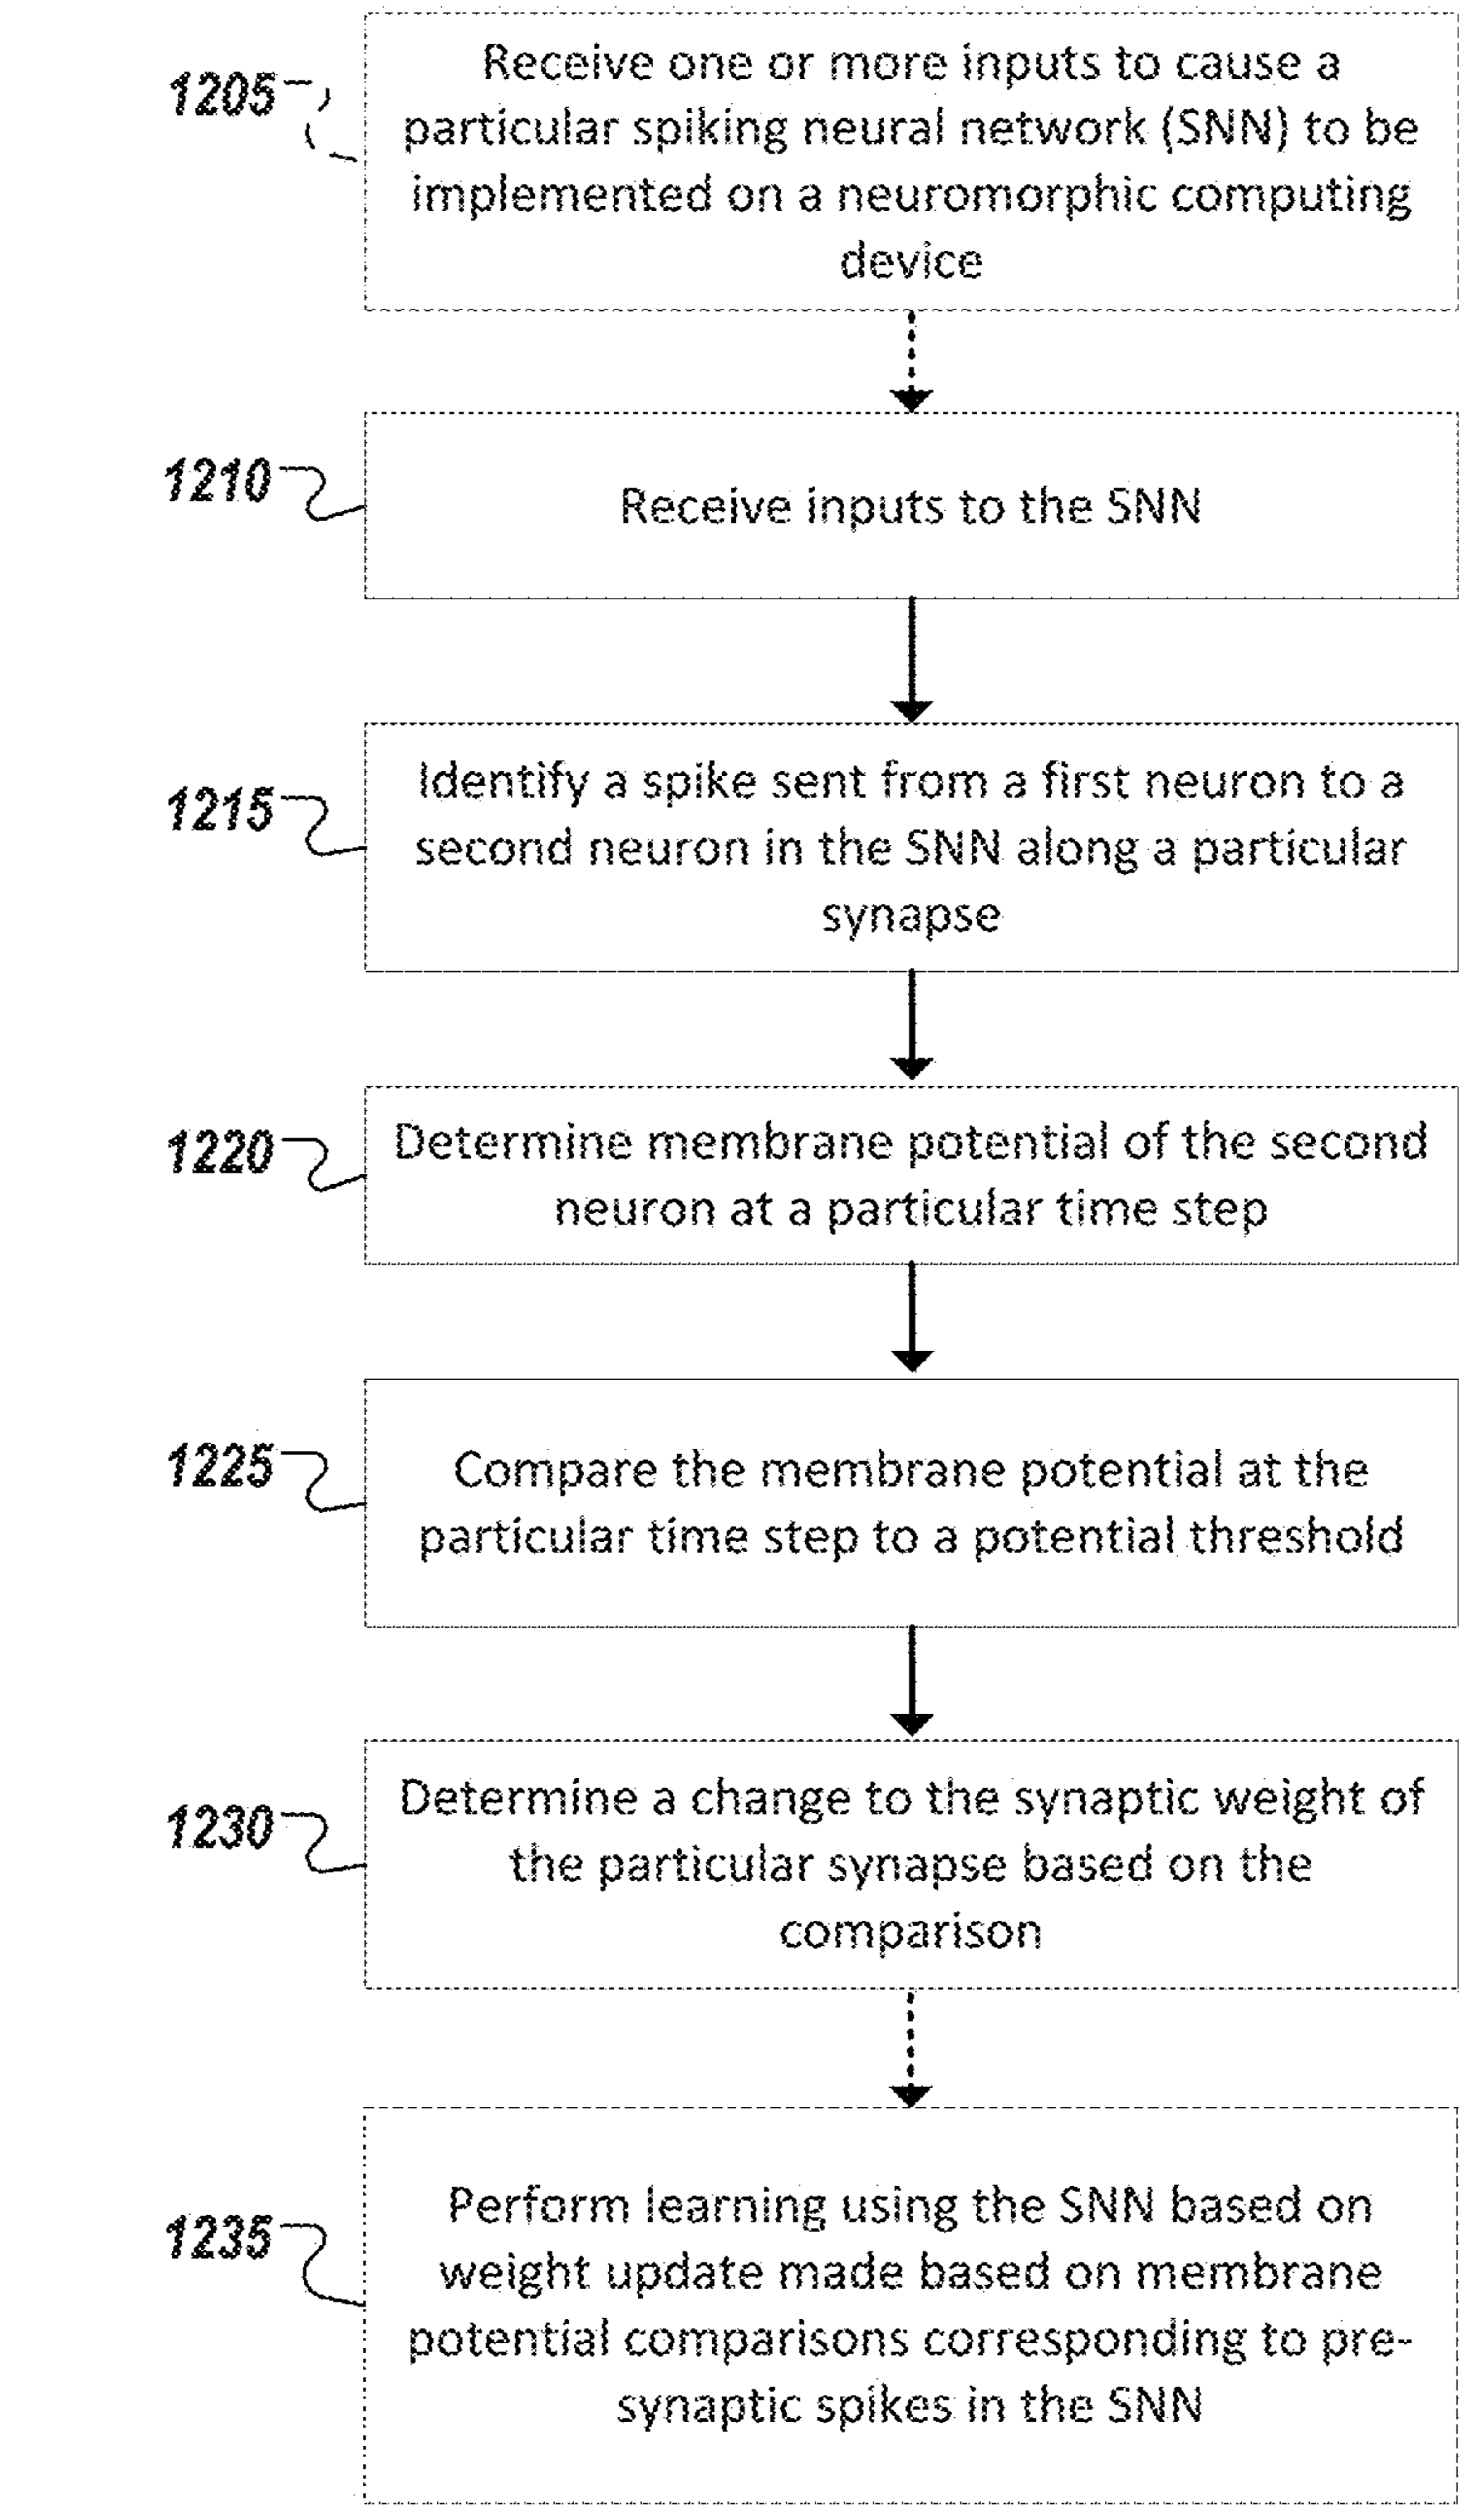 1205
Receive one or more inputs to cause a
particular spiking neural network (SNN) to be
implemented on a neuromorphic computing
device
1210
Receive inputs to the SNN
1215
Identify a spike sent from a first neuron to a
second neuron in the SNN along a particular
synapse
1220
Determine membrane potential of the second
neuron at a particular time step
1225
Compare the membrane potential at the
particular time step to a potential threshold
1230
Determine a change to the synaptic weight of
the particular synapse based on the
comparison
1235
Perform learning using the SNN based on
weight update made based on membrane
potential comparisons corresponding to pre-
synaptic spikes in the SNN